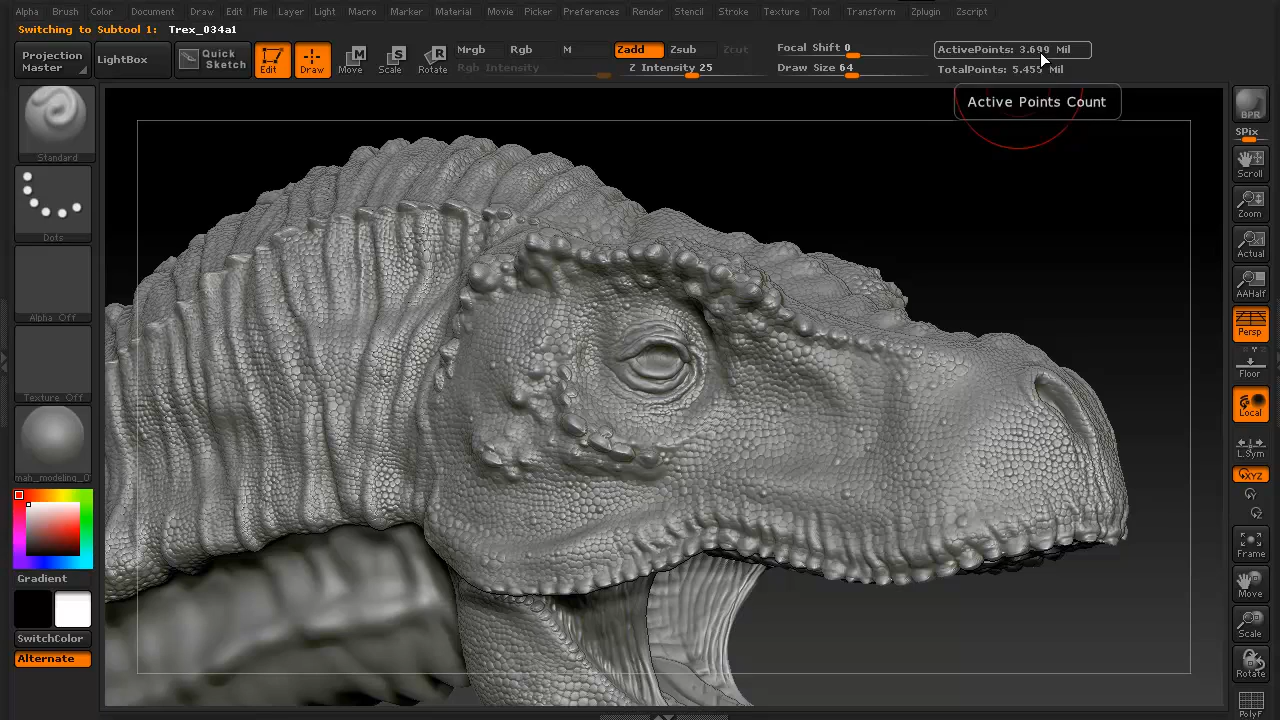 Alpha Brush Color Document Draw Edit File Layer Light Macro Marker Material Movie Picker Preferences Render Stencil Stroke Texture Tool Transform Zplugin Zscript
Switching to Subtool 1: Trex_034a1
Projection Master
LightBox
Quick Sketch
Edit
Draw
Move
Scale
Rotate
Mrgb Rgb M
Rgb Intensity
Zadd Zsub Zcut
Z Intensity 25
Focal Shift 0
Draw Size 64
ActivePoints: 3.699 Mil
TotalPoints: 5.455 Mil
Active Points Count
Standard
Dots
Alpha Off
Texture Off
mah_modeling_0
Gradient
SwitchColor
Alternate
BPR
SPix
Scroll
Zoom
Actual
AAHalf
Persp
Floor
Local
L.Sym
XYZ
Y
Z
Frame
Move
Scale
Rotate
PolyF